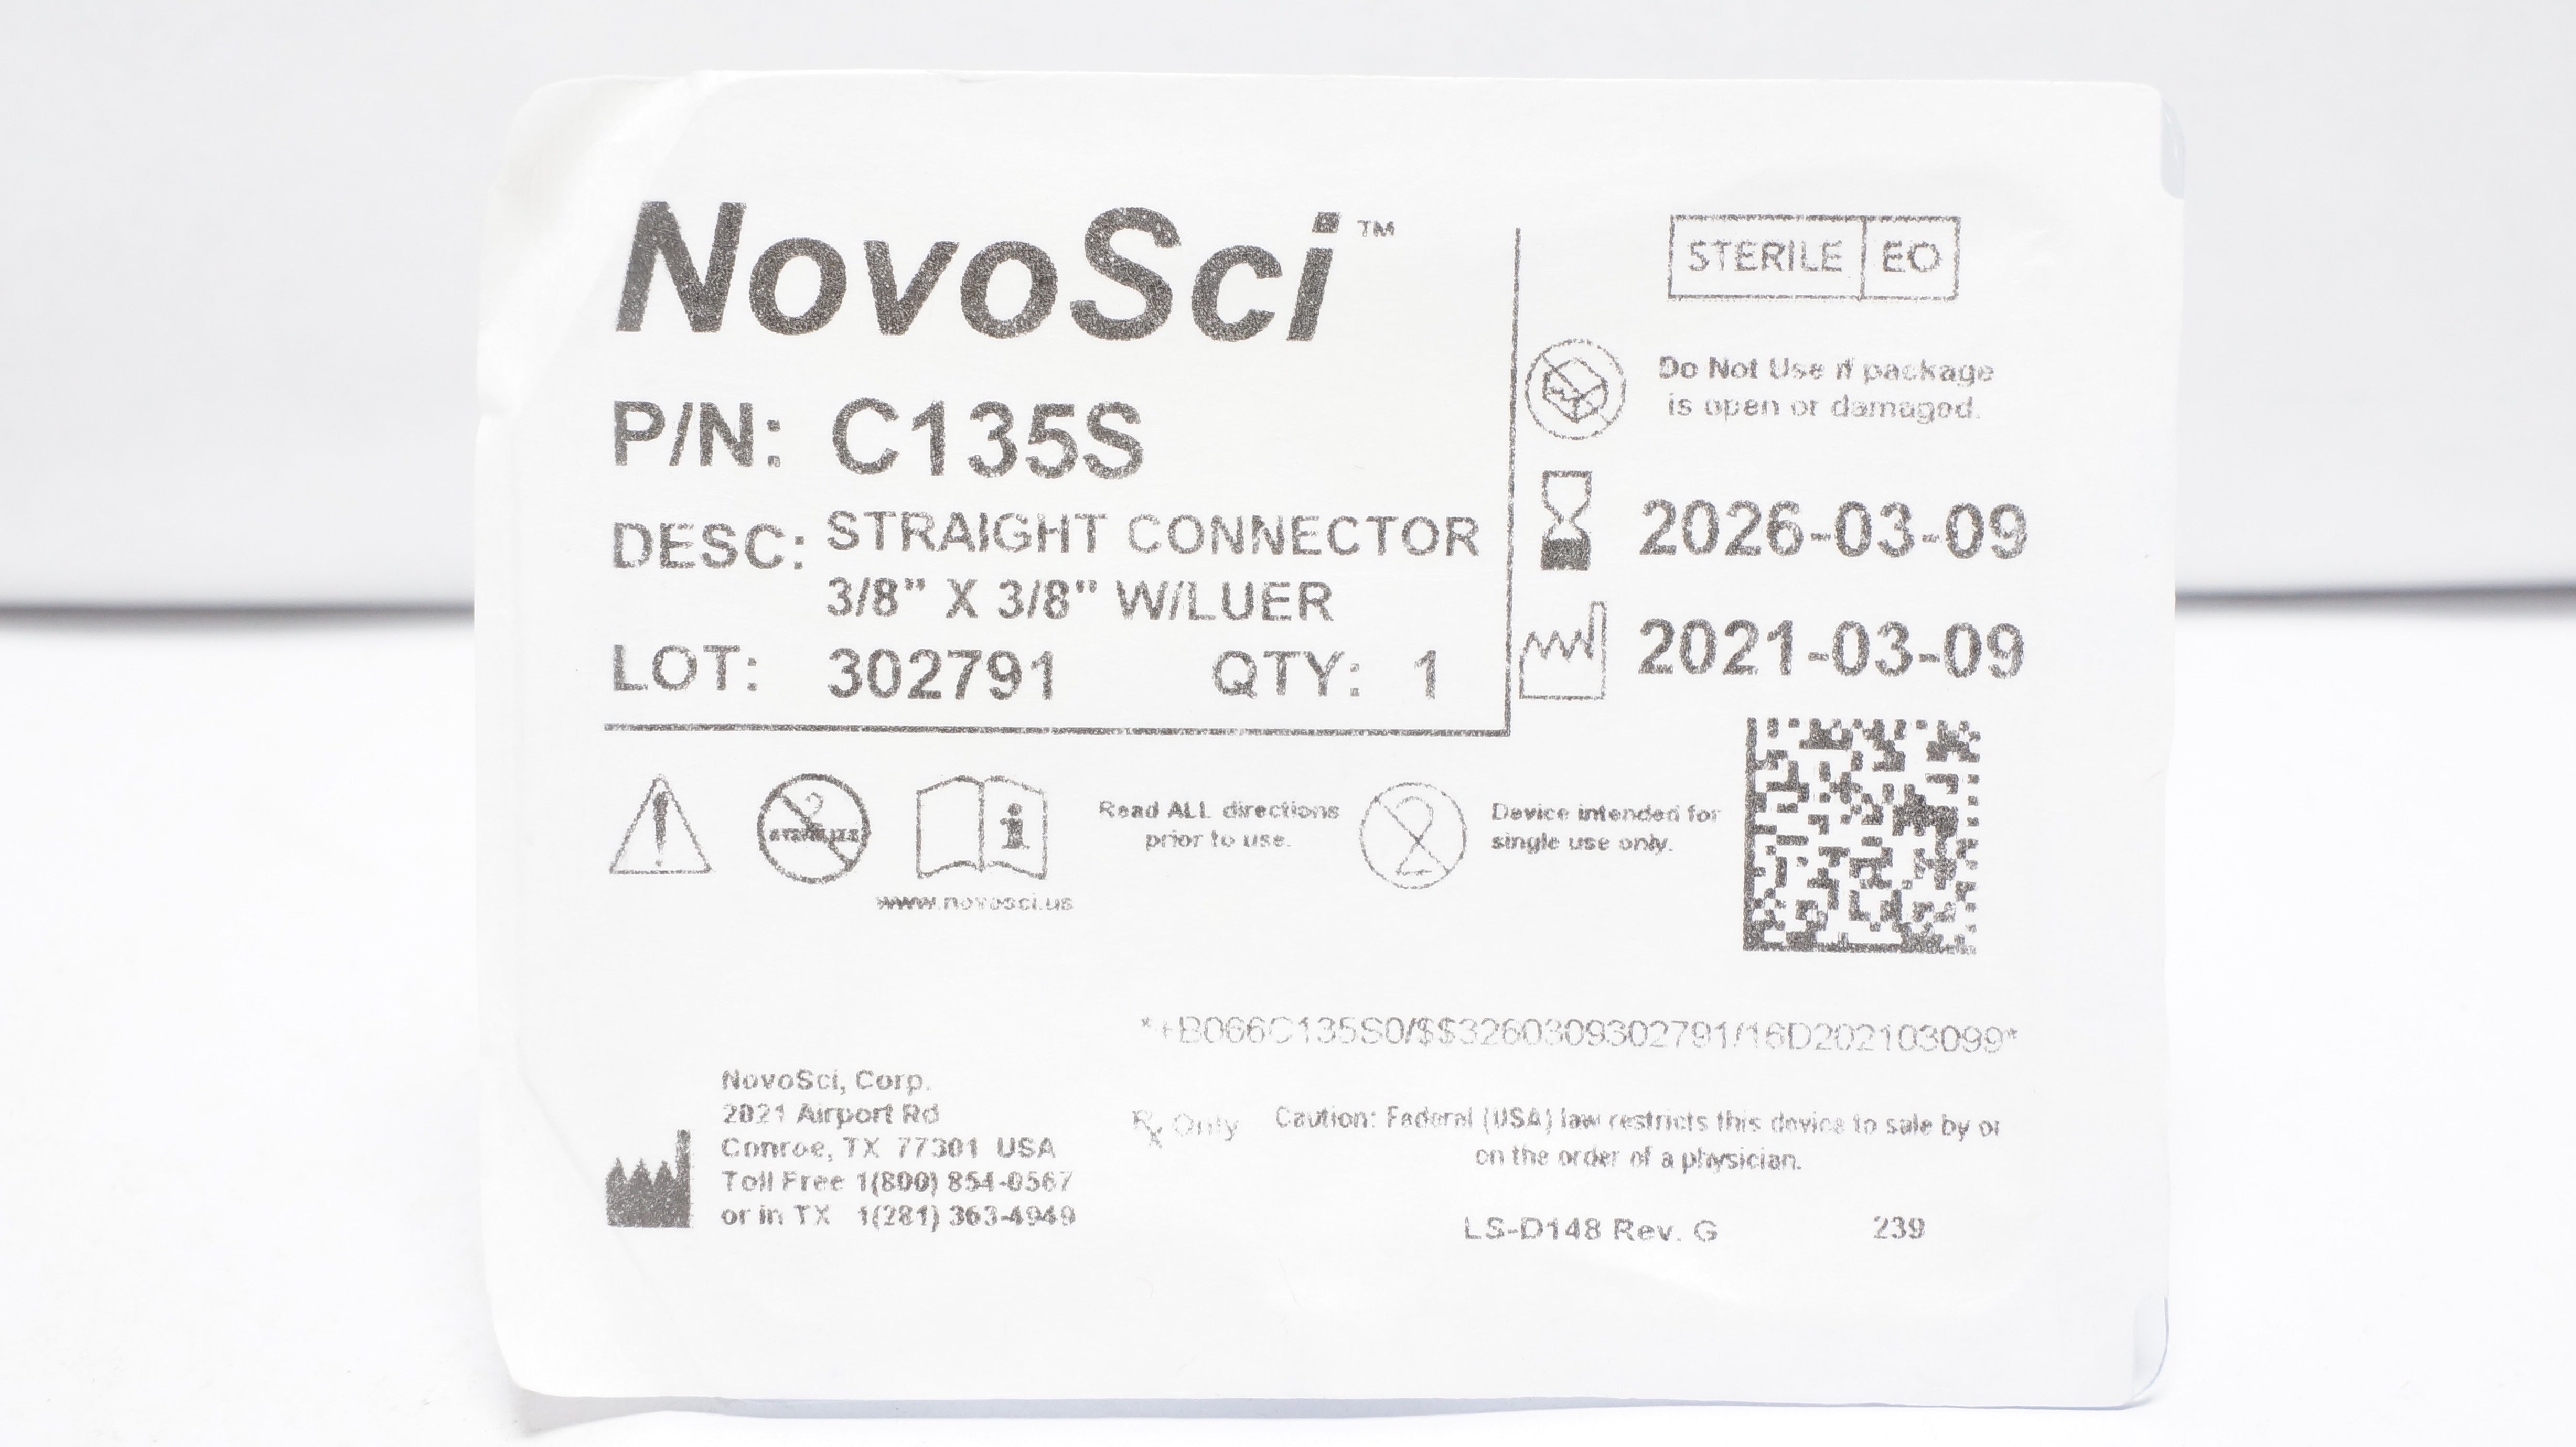 NovoSci™
P/N: C135S
DESC: STRAIGHT CONNECTOR
3/8" X 3/8" W/LUER
LOT: 302791 QTY: 1
STERILE EO
Do Not Use if package
is open or damaged.
2026-03-09
2021-03-09
2
STERILIZE
www.novosci.us
Read ALL directions
prior to use.
2
Device intended for
single use only.
*+B066C135S0/$$3260309302791/16D202103099*
NovoSci, Corp.
2021 Airport Rd
Conroe, TX 77301 USA
Toll Free 1(800) 854-0567
or in TX 1(281) 363-4949
Rx Only
Caution: Federal (USA) law restricts this device to sale by or
on the order of a physician.
LS-D148 Rev. G 239